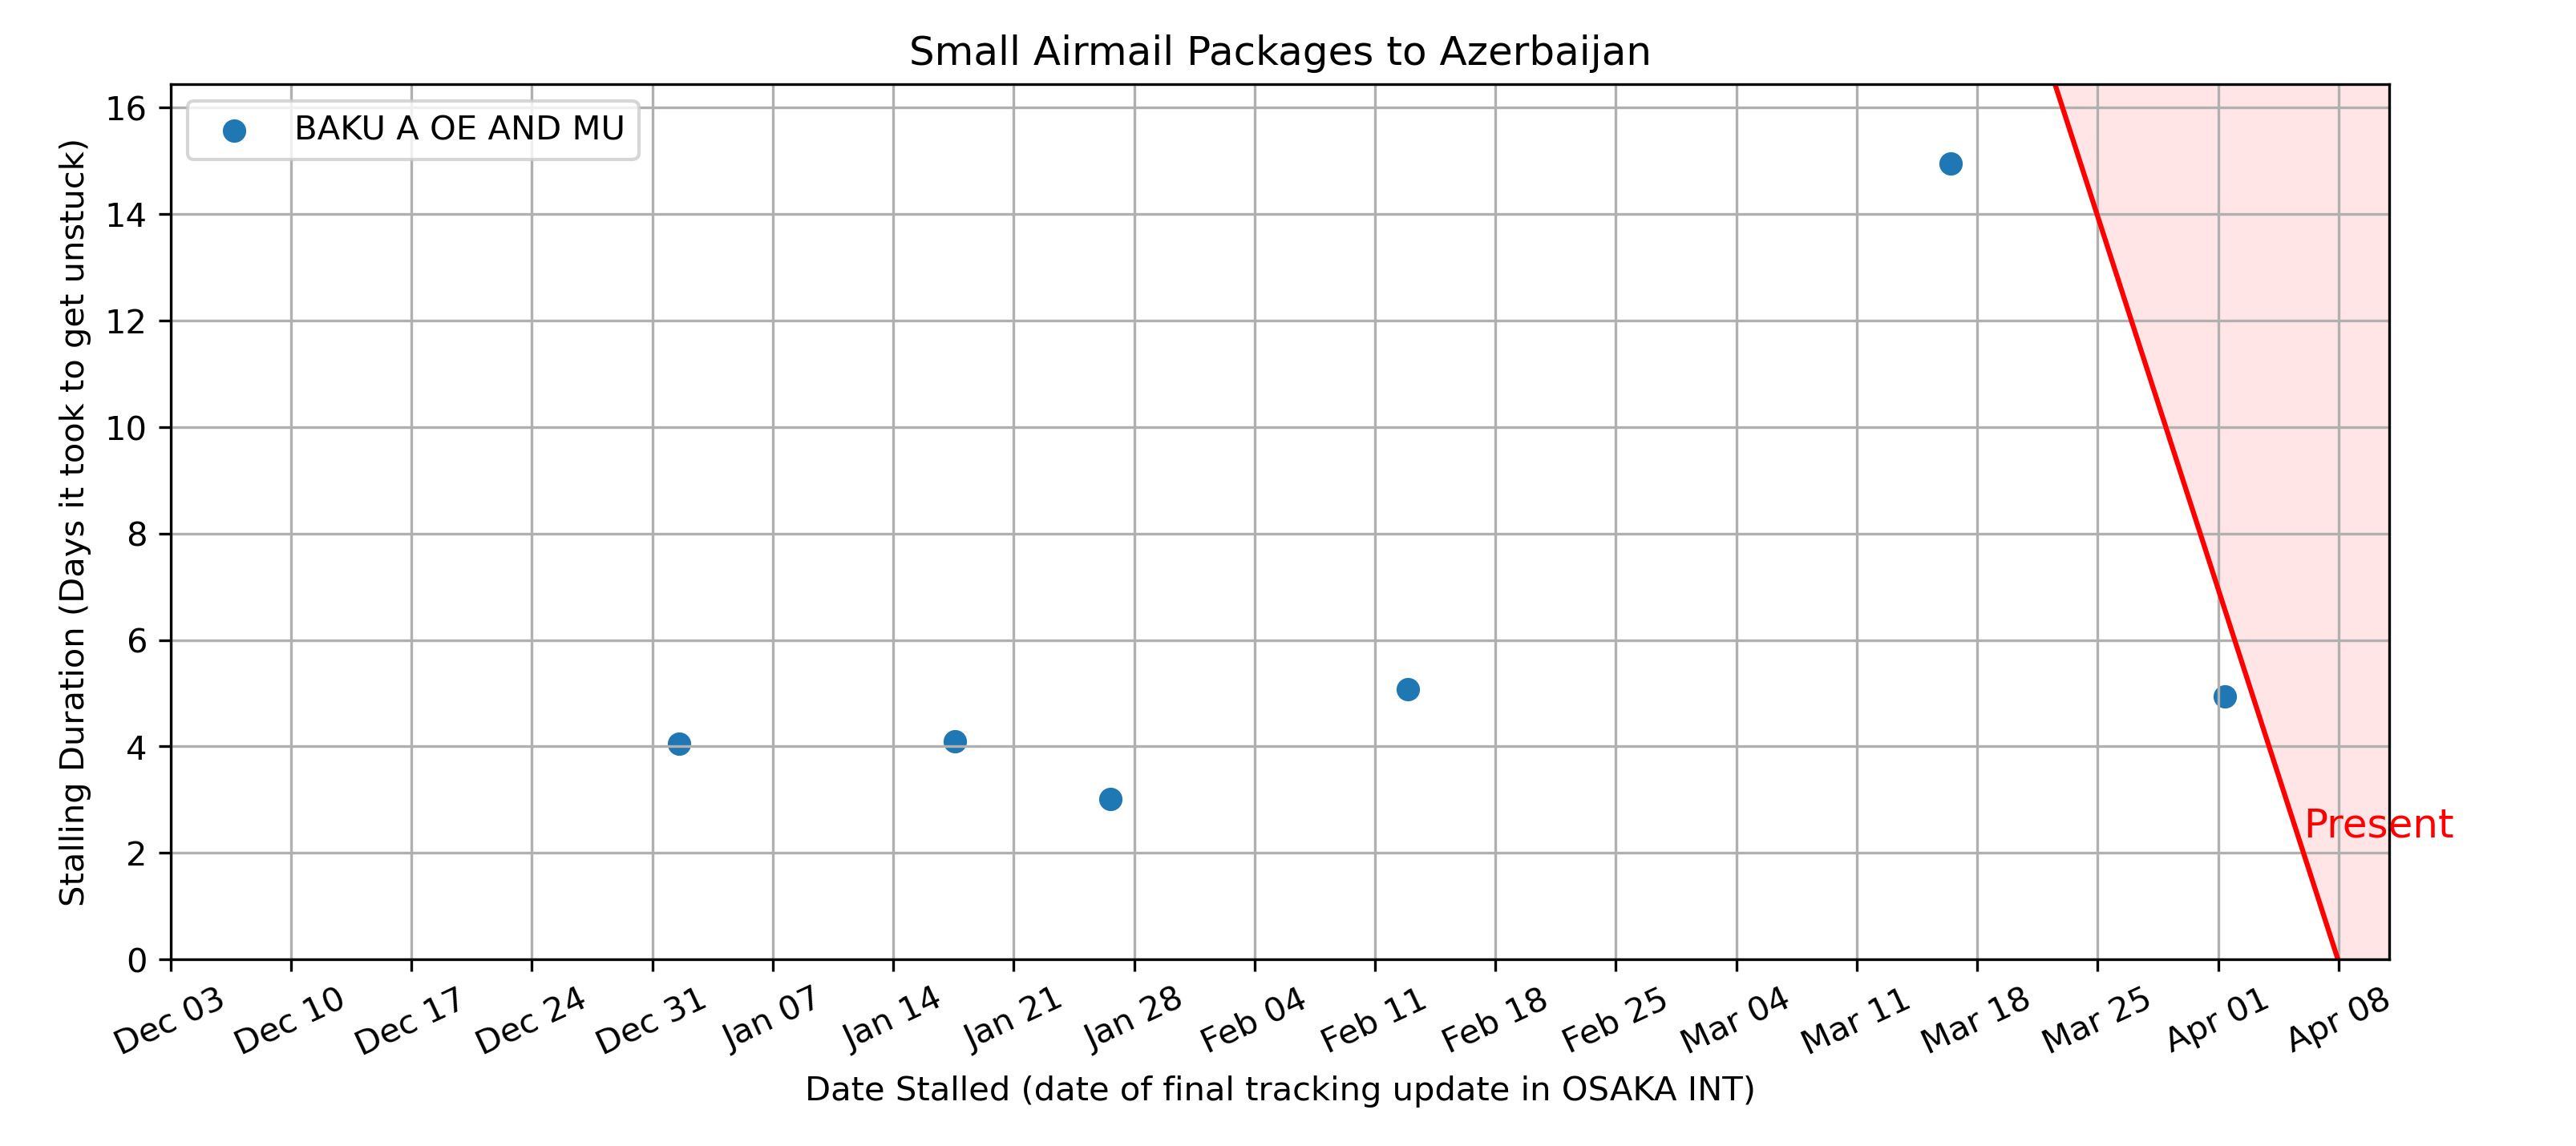 Small Airmail Packages to Azerbaijan
BAKU A OE AND MU
Stalling Duration (Days it took to get unstuck)
16
14
12
10
8
6
4
2
0
Present
Dec 03 Dec 10 Dec 17 Dec 24 Dec 31 Jan 07 Jan 14 Jan 21 Jan 28 Feb 04 Feb 11 Feb 18 Feb 25 Mar 04 Mar 11 Mar 18 Mar 25 Apr 01 Apr 08
Date Stalled (date of final tracking update in OSAKA INT)